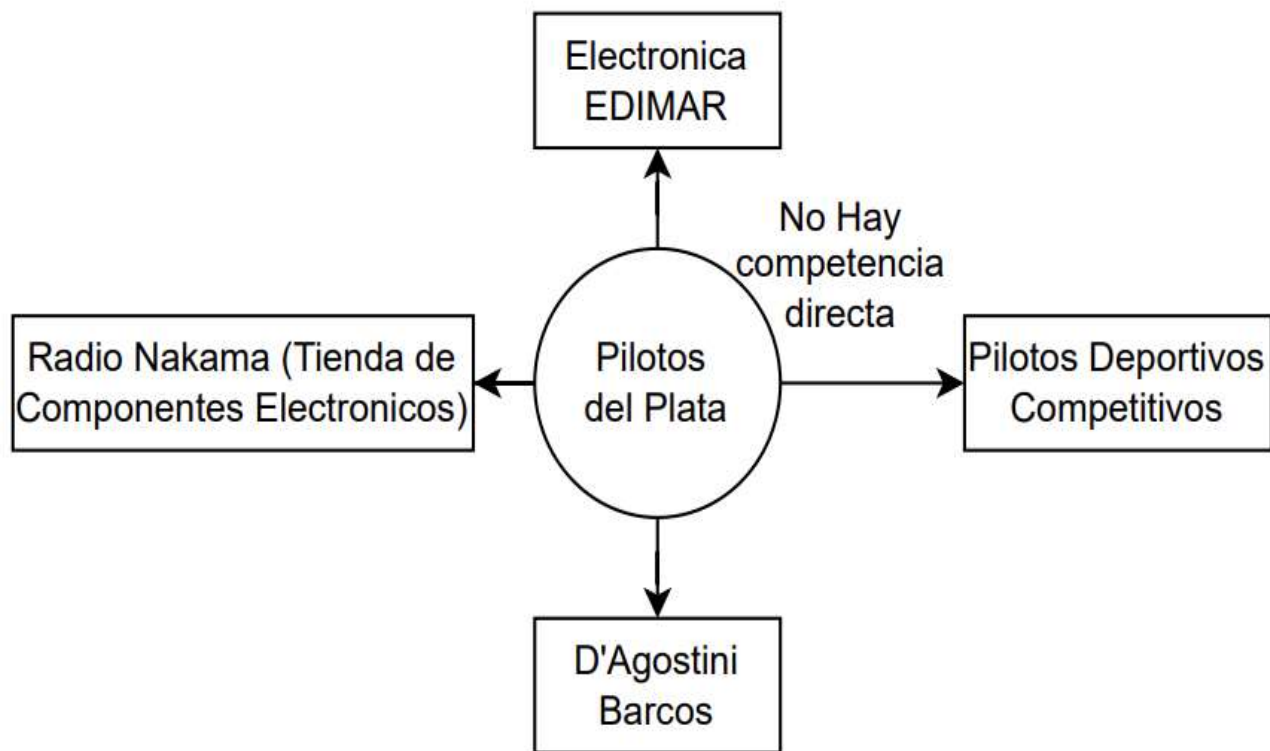 Electronica
EDIMAR
No Hay
competencia
directa
Radio Nakama (Tienda de
Componentes Electronicos)
Pilotos
del Plata
Pilotos Deportivos
Competitivos
D'Agostini
Barcos